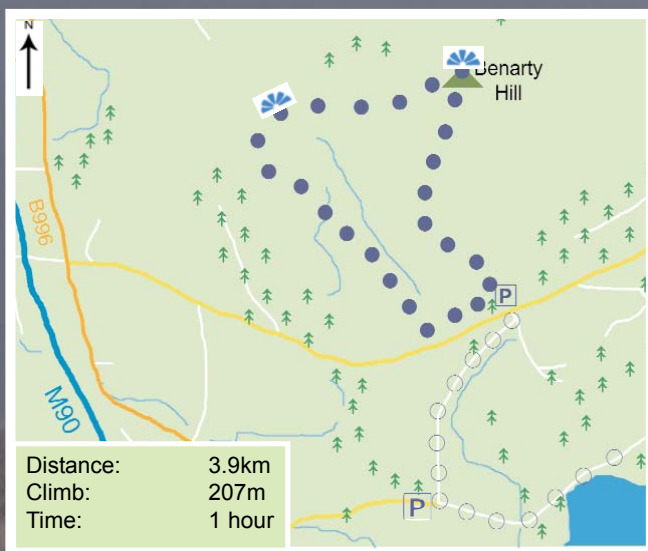 N
Benarty
Hill
B996
P
M90
P
Distance: 3.9km
Climb: 207m
Time: 1 hour